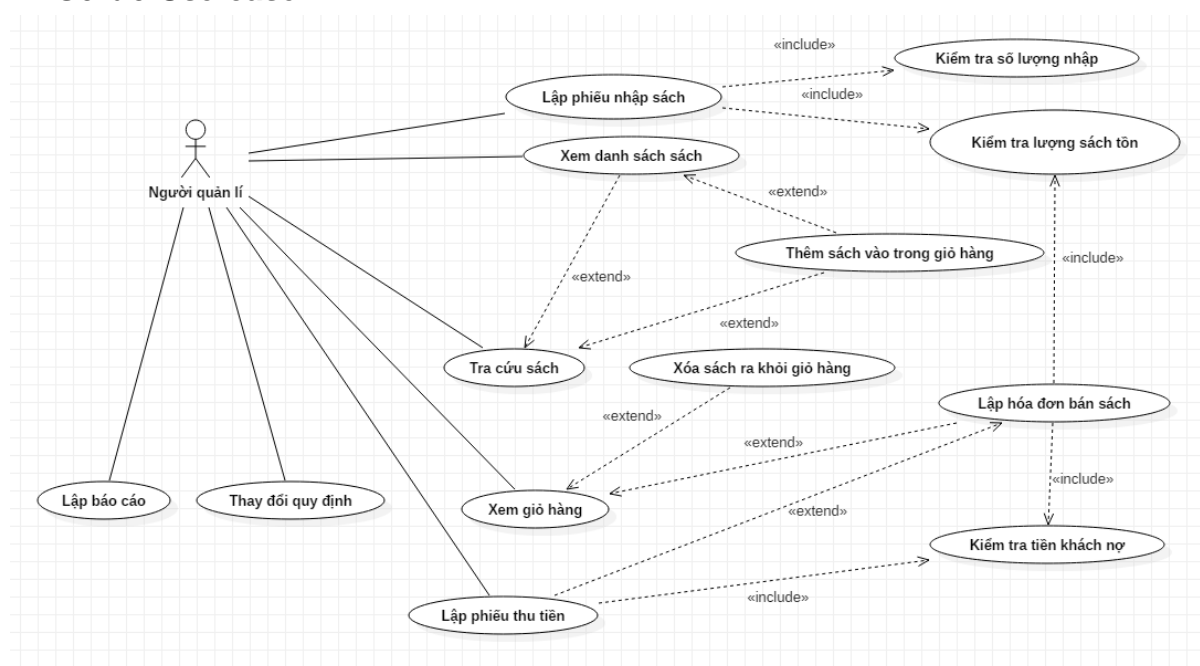 «include»
Kiểm tra số lượng nhập
Lập phiếu nhập sách
«include»
Kiểm tra lượng sách tồn
Xem danh sách sách
Người quản lí
«extend»
Thêm sách vào trong giỏ hàng
«include»
«extend»
«extend»
Tra cứu sách
Xóa sách ra khỏi giỏ hàng
Lập hóa đơn bán sách
«extend»
«extend»
«include»
Lập báo cáo
Thay đổi quy định
Xem giỏ hàng
«extend»
Kiểm tra tiền khách nợ
«include»
Lập phiếu thu tiền